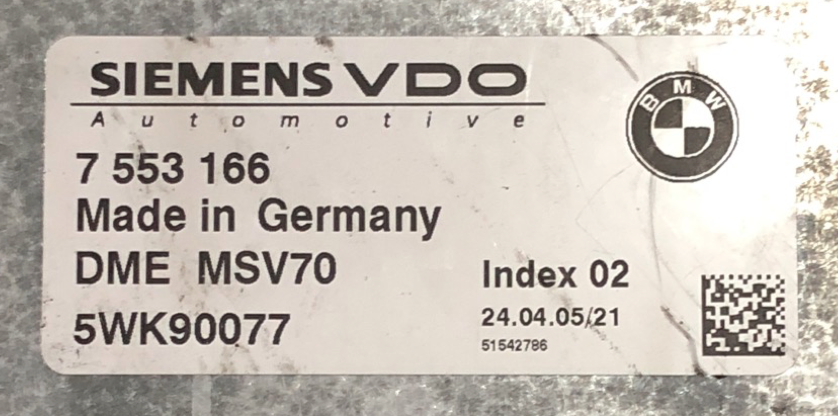 SIEMENS VDO
Automotive
BMW
7 553 166
Made in Germany
DME MSV70
Index 02
5WK90077
24.04.05/21
51542786